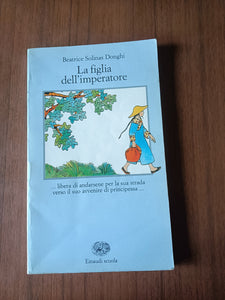 Beatrice Solinas Donghi
La figlia
dell'imperatore
libera di andarsene per la sua strada
verso il suo avvenire di principessa ...
Einaudi scuola